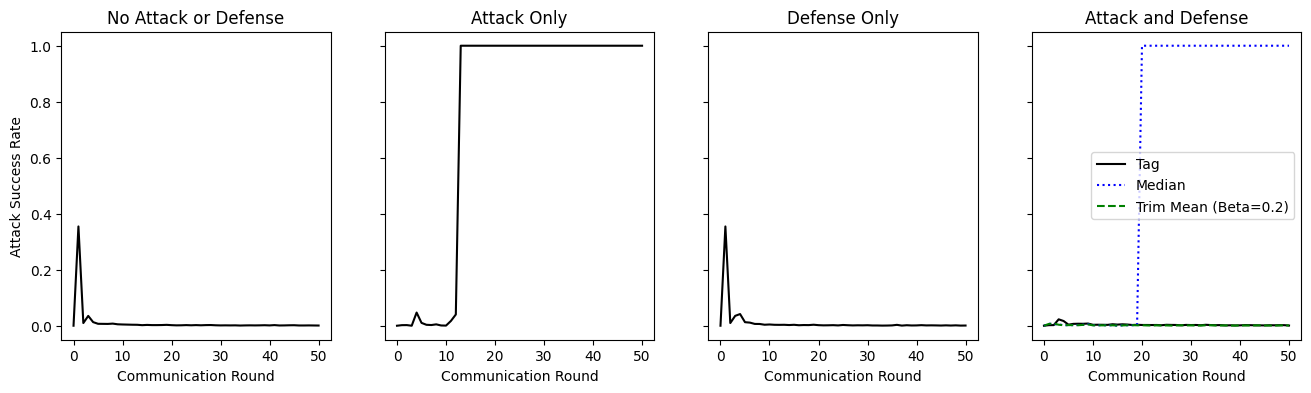 No Attack or Defense
Attack Only
Defense Only
Attack and Defense
Attack Success Rate
1.0
0.8
0.6
0.4
0.2
0.0
Tag
Median
Trim Mean (Beta=0.2)
0 10 20 30 40 50
0 10 20 30 40 50
0 10 20 30 40 50
0 10 20 30 40 50
Communication Round
Communication Round
Communication Round
Communication Round